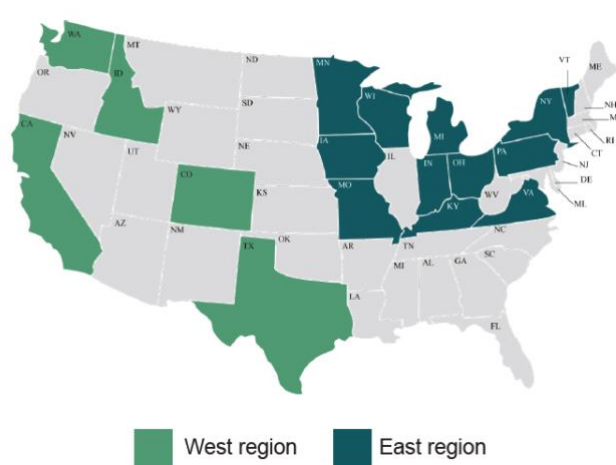 WA
MT
ND
MN
VT
ME
OR
ID
WI
NY
NH
M
SD
WY
MI
RI
CA
NV
IA
PA
CT
NE
NJ
UT
IL
IN
OH
CO
DE
MO
WV
VA
KS
KY
ML
NC
AZ
NM
TX
OK
AR
TN
SC
MI
AL
GA
LA
FL
West region
East region